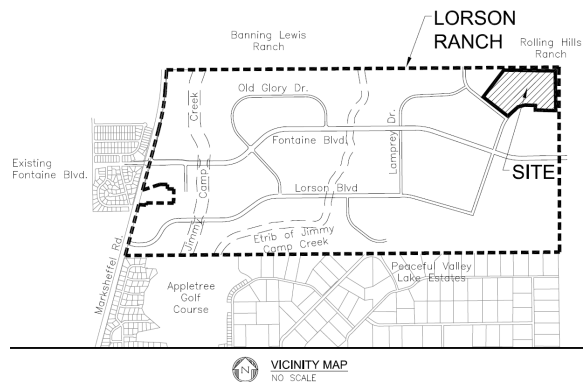 Banning Lewis
Ranch
LORSON
RANCH
Rolling Hills
Ranch
Old Glory Dr.
Creek
Camp
Jimmy
Fontaine Blvd.
Lamprey Dr.
Existing
Fontaine Blvd.
SITE
Lorson Blvd
Etrib of Jimmy
Camp Creek
Marksheffel Rd.
Appletree
Golf
Course
Peaceful Valley
Lake Estates
N
VICINITY MAP
NO SCALE